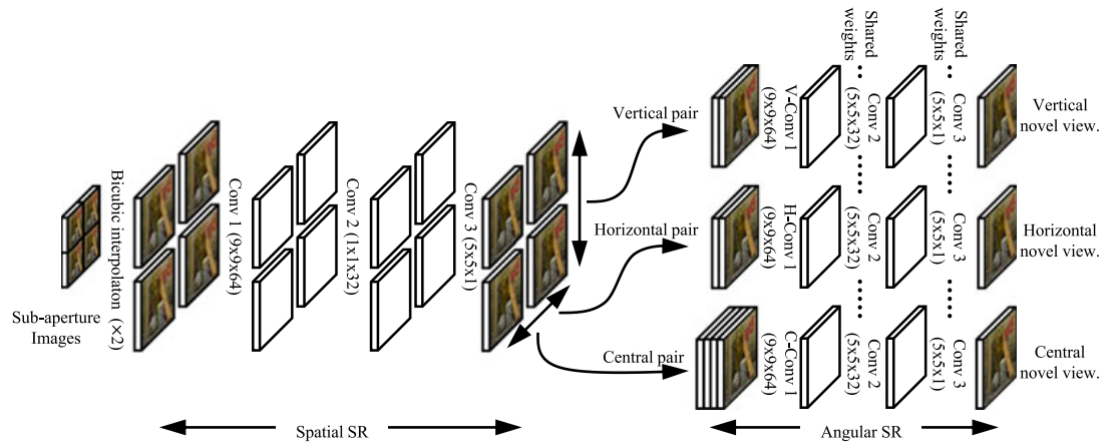 Sub-aperture
Images
Bicubic interpolaton (×2)
Conv 1 (9x9x64)
Conv 2 (1x1x32)
Conv 3 (5x5x1)
Spatial SR
Vertical pair
Horizontal pair
Central pair
V-Conv 1
(9x9x64)
Shared
weights
Conv 2
(5x5x32)
Shared
weights
Conv 3
(5x5x1)
Vertical
novel view.
H-Conv 1
(9x9x64)
Conv 2
(5x5x32)
Conv 3
(5x5x1)
Horizontal
novel view.
C-Conv 1
(9x9x64)
Conv 2
(5x5x32)
Conv 3
(5x5x1)
Central
novel view.
Angular SR